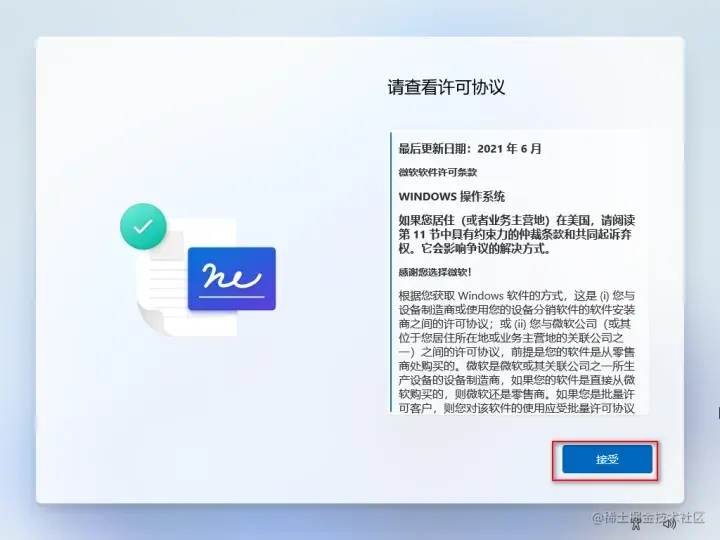 请查看许可协议
最后更新日期：2021 年 6 月
微软软件许可条款
WINDOWS 操作系统
如果您居住（或者业务主营地）在美国，请阅读
第 11 节中具有约束力的仲裁条款和共同起诉弃
权。它会影响争议的解决方式。
感谢您选择微软！
根据您获取 Windows 软件的方式，这是 (i) 您与
设备制造商或使用您的设备分销软件的软件安装
商之间的许可协议；或 (ii) 您与微软公司（或其
位于您居住所在地或业务主营地的关联公司之
一）之间的许可协议，前提是您的软件是从零售
商处购买的。微软是微软或其关联公司之一所生
产设备的设备制造商，如果您的软件是直接从微
软购买的，则微软还是零售商。如果您是批量许
可客户，则您对该软件的使用应受批量许可协议
接受
@稀土掘金技术社区